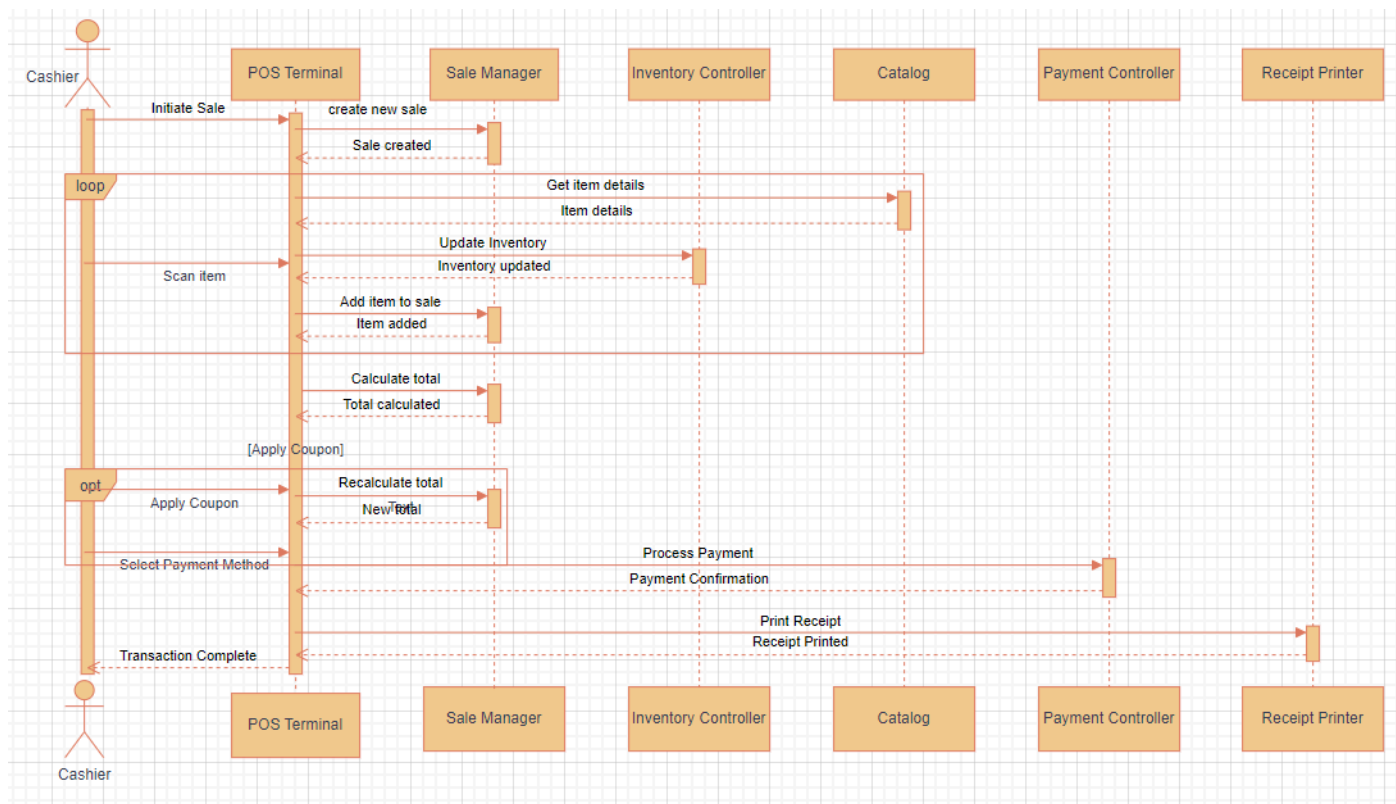 Cashier
POS Terminal
Sale Manager
Inventory Controller
Catalog
Payment Controller
Receipt Printer
Initiate Sale
create new sale
Sale created
loop
Get item details
Item details
Update Inventory
Scan item
Inventory updated
Add item to sale
Item added
Calculate total
Total calculated
[Apply Coupon]
opt
Apply Coupon
Recalculate total
Text
New total
Select Payment Method
Process Payment
Payment Confirmation
Print Receipt
Receipt Printed
Transaction Complete
Cashier
POS Terminal
Sale Manager
Inventory Controller
Catalog
Payment Controller
Receipt Printer